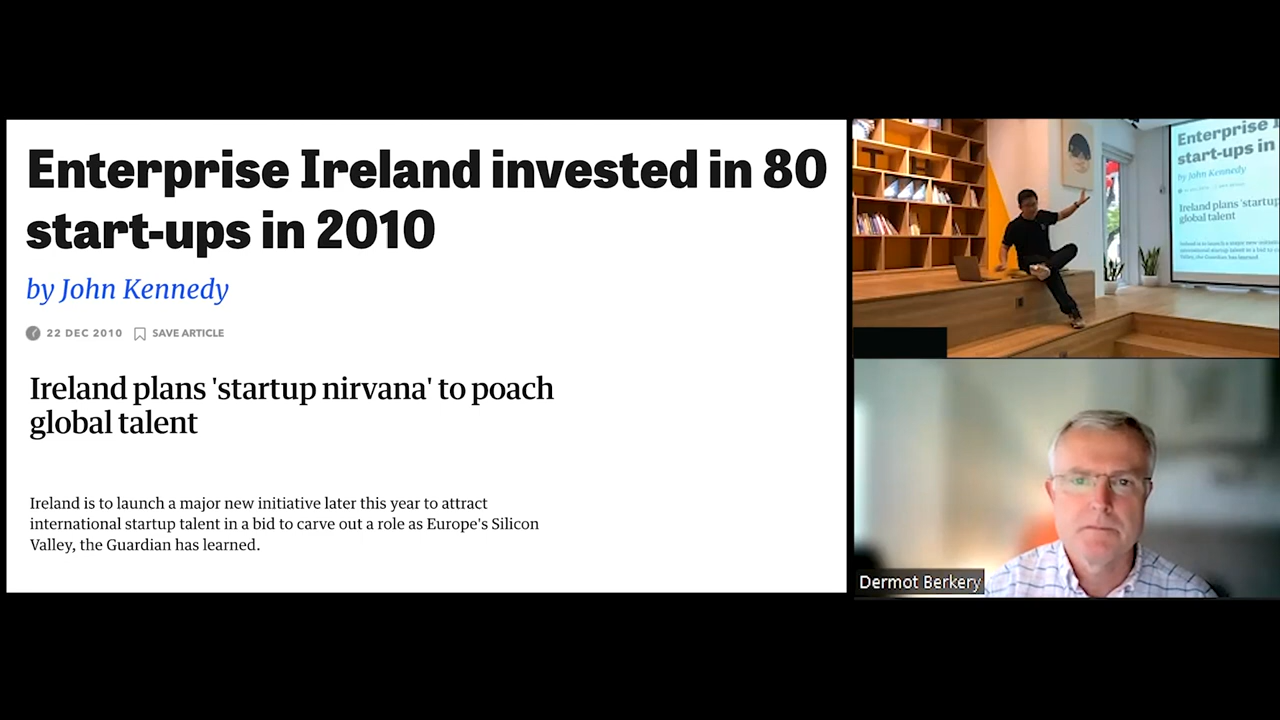 Enterprise Ireland invested in 80
start-ups in 2010
by John Kennedy
22 DEC 2010 SAVE ARTICLE
Ireland plans 'startup nirvana' to poach
global talent
Ireland is to launch a major new initiative later this year to attract
international startup talent in a bid to carve out a role as Europe's Silicon
Valley, the Guardian has learned.
Enterprise
start-ups in
by John Kennedy
Ireland plans 'startup
global talent
Dermot Berkery